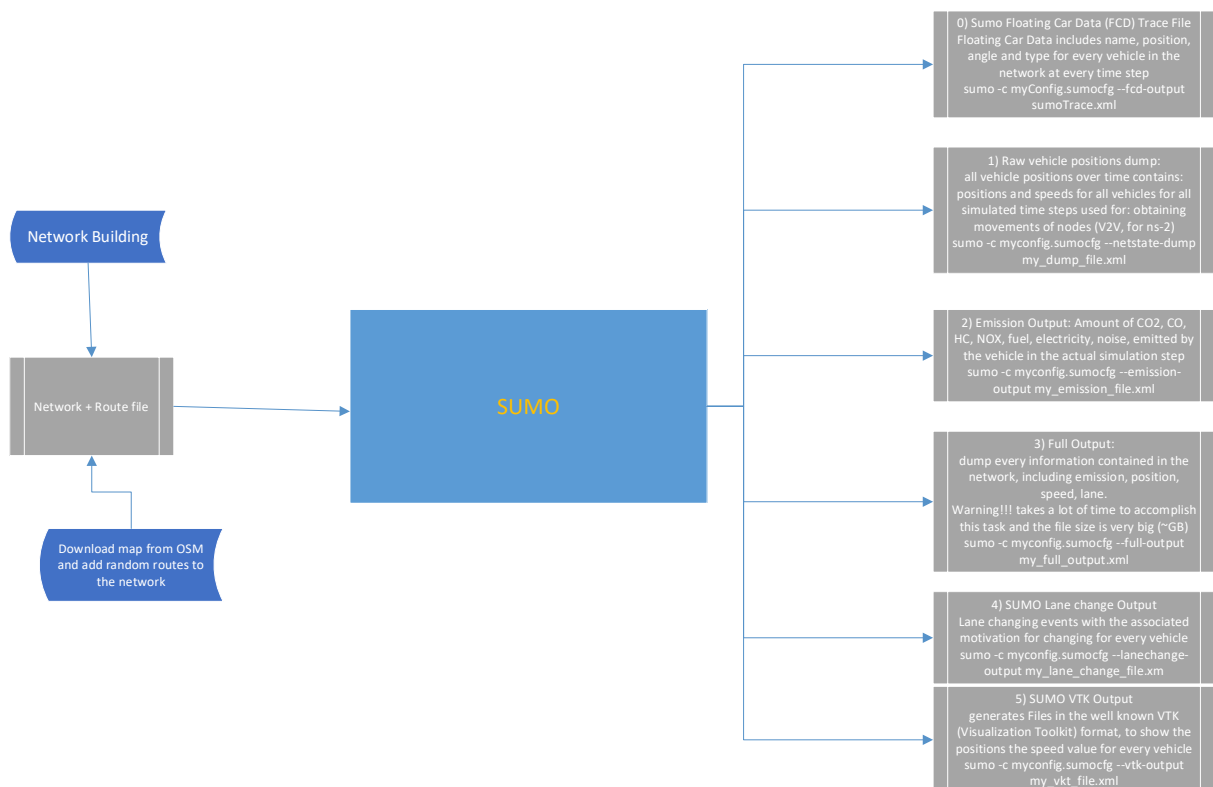 Network Building
Network + Route file
Download map from OSM
and add random routes to
the network
SUMO
0) Sumo Floating Car Data (FCD) Trace File
Floating Car Data includes name, position,
angle and type for every vehicle in the
network at every time step
sumo -c myConfig.sumocfg --fcd-output
sumoTrace.xml
1) Raw vehicle positions dump:
all vehicle positions over time contains:
positions and speeds for all vehicles for all
simulated time steps used for: obtaining
movements of nodes (V2V, for ns-2)
sumo -c myconfig.sumocfg --netstate-dump
my_dump_file.xml
2) Emission Output: Amount of CO2, CO,
HC, NOX, fuel, electricity, noise, emitted by
the vehicle in the actual simulation step
sumo -c myconfig.sumocfg --emission-
output my_emission_file.xml
3) Full Output:
dump every information contained in the
network, including emission, position,
speed, lane.
Warning!!! takes a lot of time to accomplish
this task and the file size is very big (~GB)
sumo -c myconfig.sumocfg --full-output
my_full_output.xml
4) SUMO Lane change Output
Lane changing events with the associated
motivation for changing for every vehicle
sumo -c myconfig.sumocfg --lanechange-
output my_lane_change_file.xm
5) SUMO VTK Output
generates Files in the well known VTK
(Visualization Toolkit) format, to show the
positions the speed value for every vehicle
sumo -c myconfig.sumocfg --vtk-output
my_vkt_file.xml